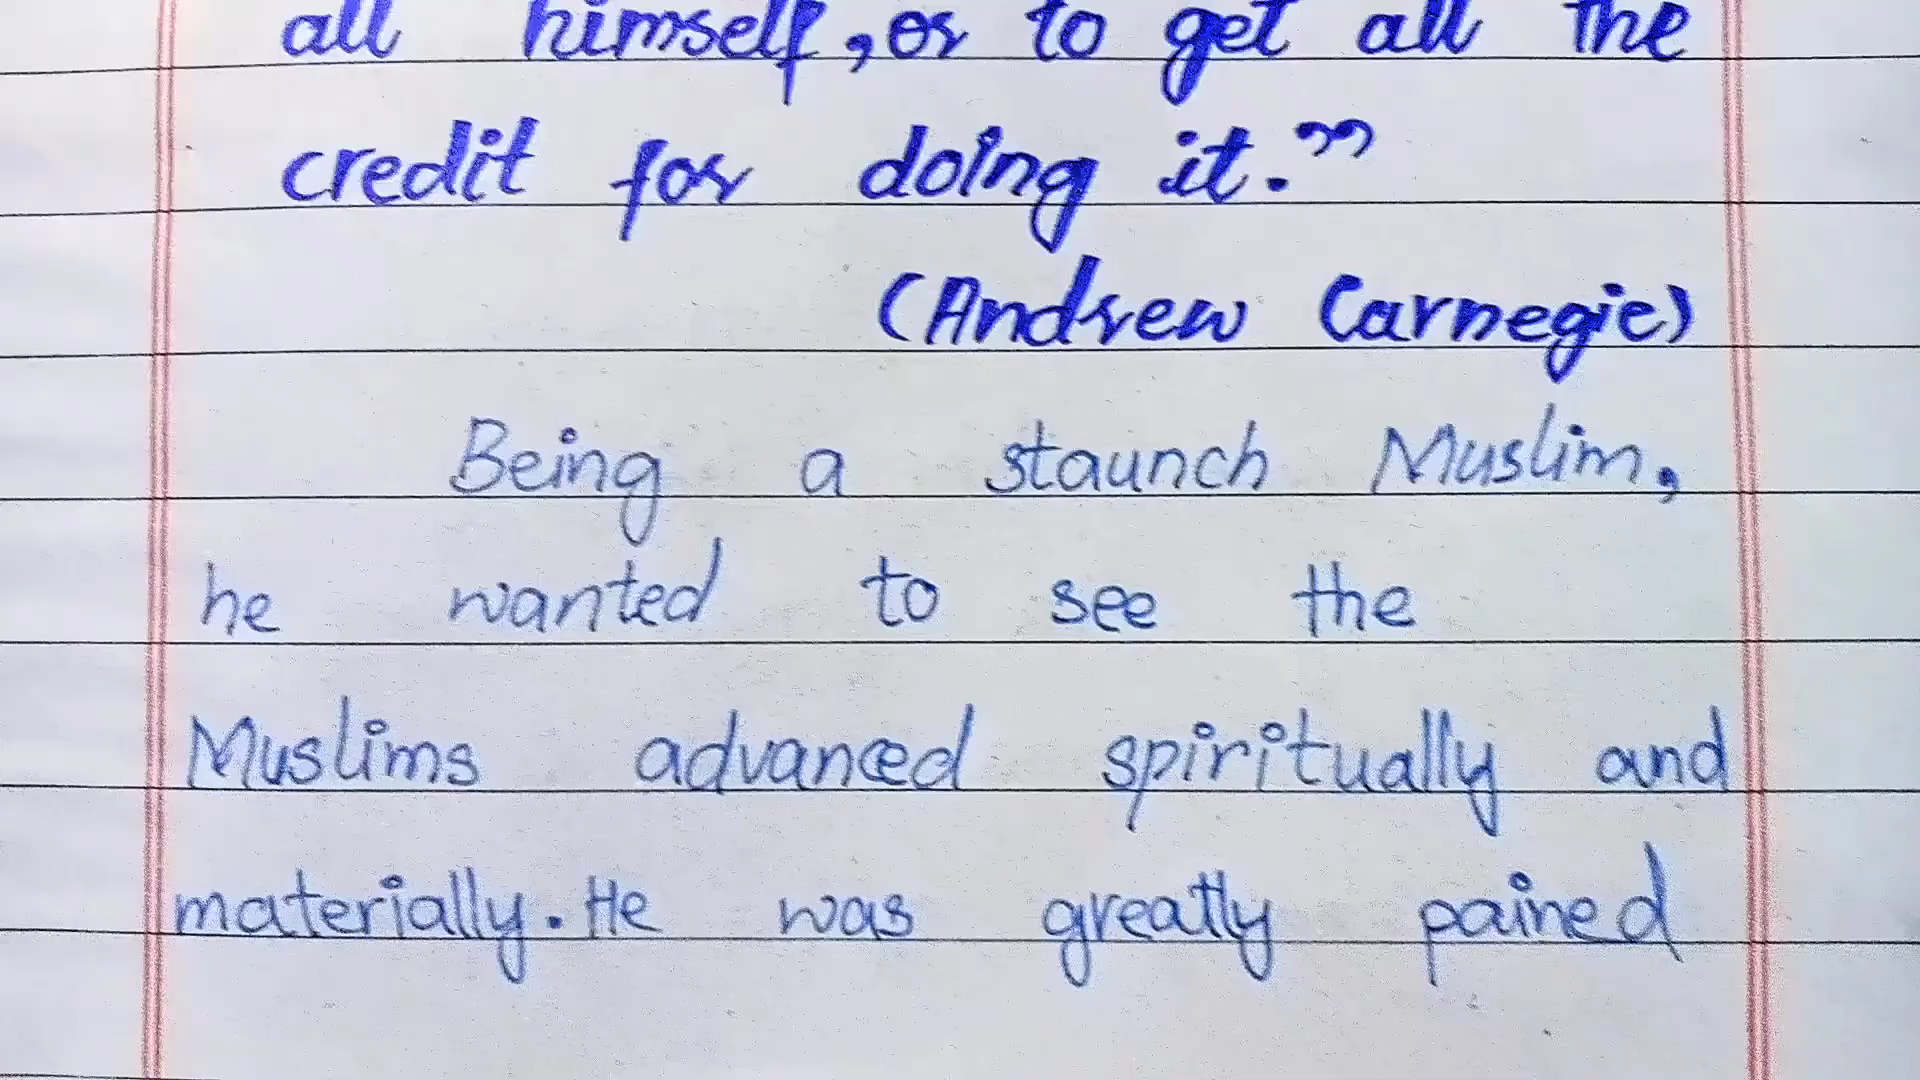 all himself, or to get all the
credit for doing it.”
(Andrew Carnegie)
Being a staunch Muslim,
he wanted to see the
Muslims advanced spiritually and
materially. He was greatly pained